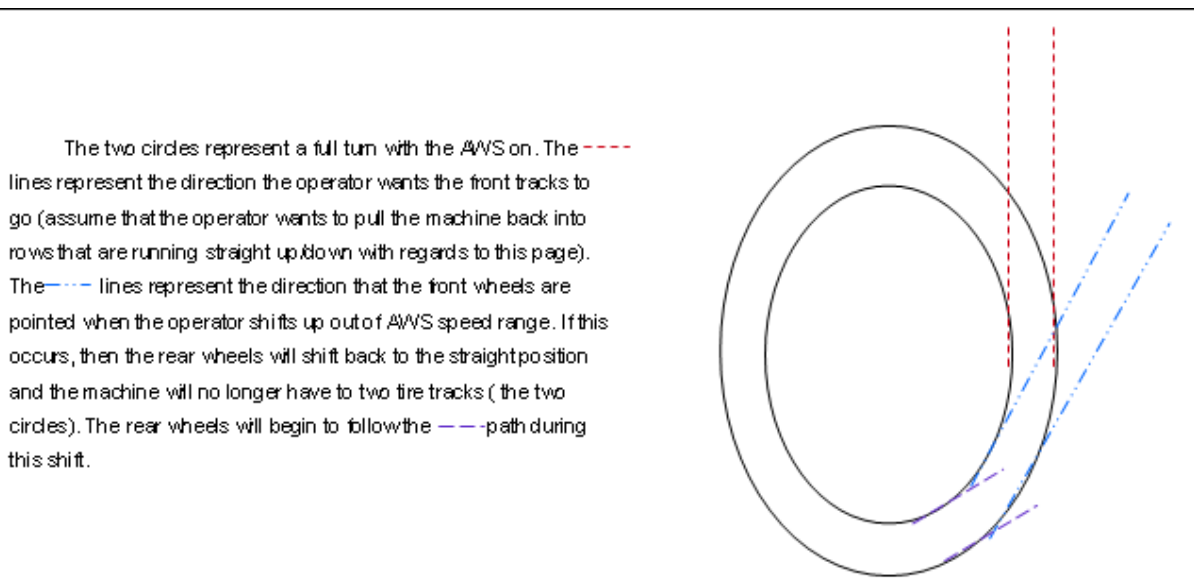 The two circles represent a full turn with the AWS on. The ----
lines represent the direction the operator wants the front tracks to
go (assume that the operator wants to pull the machine back into
rows that are running straight up/down with regards to this page).
The —··— lines represent the direction that the front wheels are
pointed when the operator shifts up out of AWS speed range. If this
occurs, then the rear wheels will shift back to the straight position
and the machine will no longer have to two tire tracks ( the two
circles). The rear wheels will begin to follow the — — - path during
this shift.